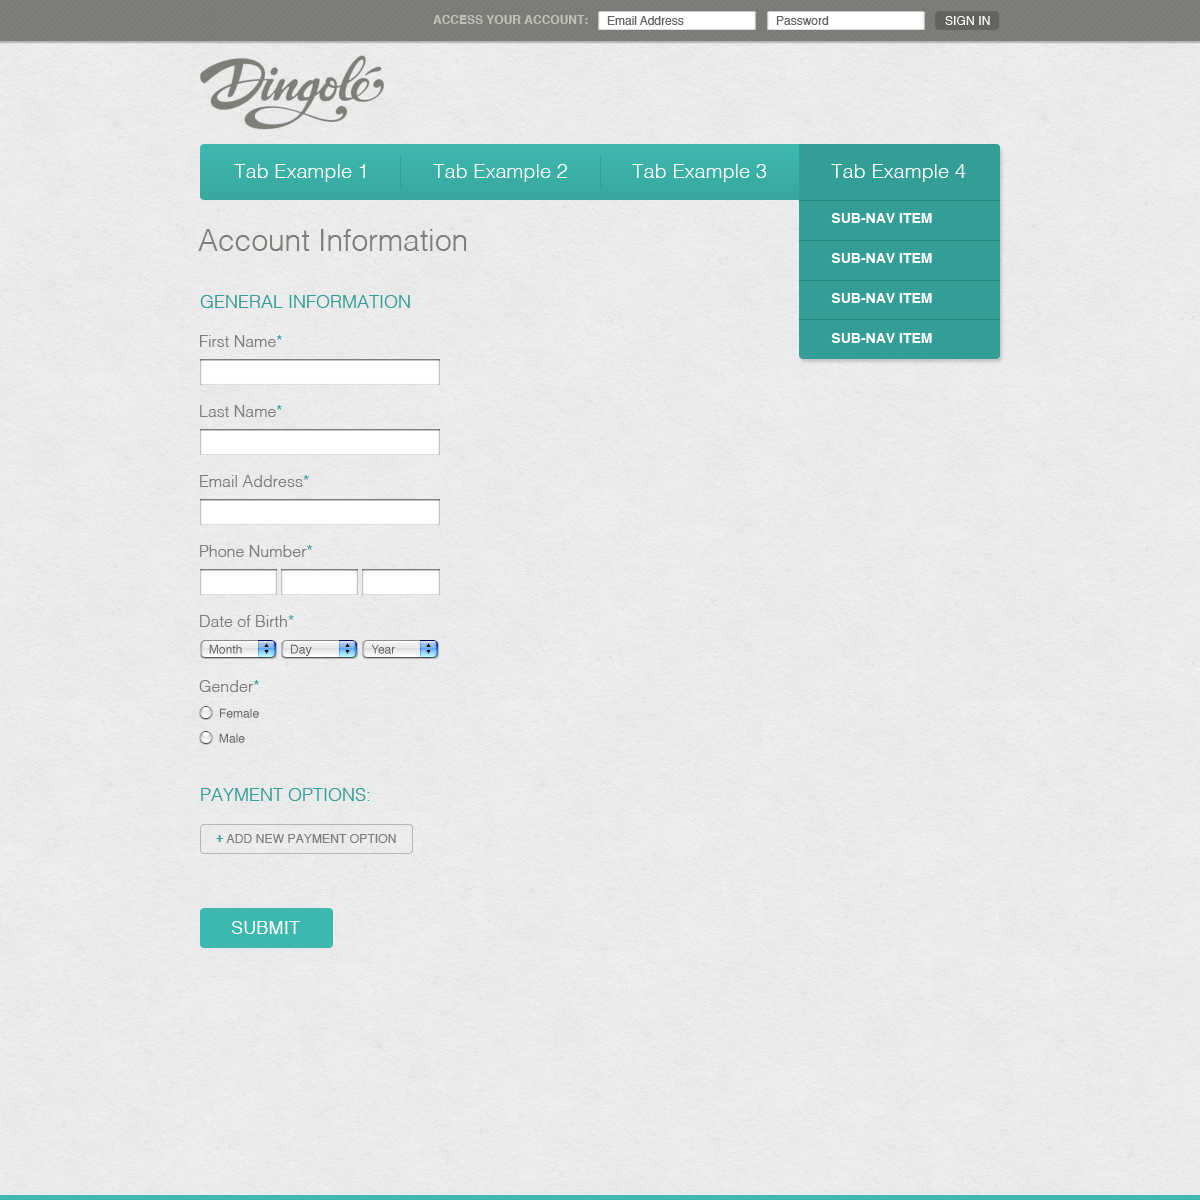 ACCESS YOUR ACCOUNT: Email Address Password SIGN IN
Dingolé
Tab Example 1 Tab Example 2 Tab Example 3 Tab Example 4
SUB-NAV ITEM
SUB-NAV ITEM
SUB-NAV ITEM
SUB-NAV ITEM
Account Information
GENERAL INFORMATION
First Name*
Last Name*
Email Address*
Phone Number*
Date of Birth*
Month Day Year
Gender*
Female
Male
PAYMENT OPTIONS:
+ ADD NEW PAYMENT OPTION
SUBMIT